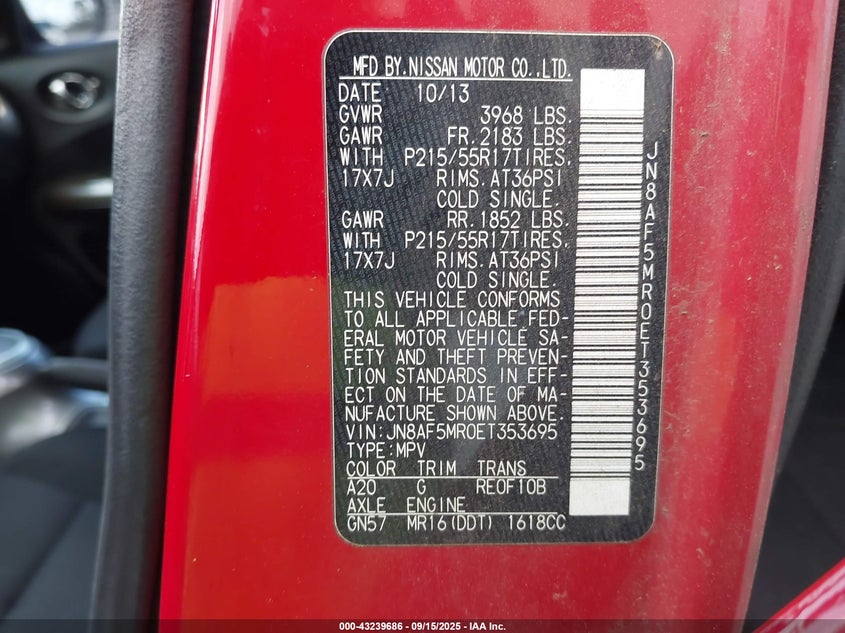 MFD BY.NISSAN MOTOR CO.,LTD.
DATE 10/13
GVWR 3968 LBS.
GAWR FR.2183 LBS.
WITH P215/55R17TIRES.
17X7J RIMS.AT36PSI
COLD SINGLE.
GAWR RR.1852 LBS.
WITH P215/55R17TIRES.
17X7J RIMS.AT36PSI
COLD SINGLE.
THIS VEHICLE CONFORMS
TO ALL APPLICABLE FED-
ERAL MOTOR VEHICLE SA-
FETY AND THEFT PREVEN-
TION STANDARDS IN EFF-
ECT ON THE DATE OF MA-
NUFACTURE SHOWN ABOVE.
VIN:JN8AF5MR0ET353695
TYPE:MPV
COLOR TRIM TRANS
A20 G RE0F10B
AXLE ENGINE
GN57 MR16(DDT) 1618CC
JN8AF5MR0ET353695
000-43239686 - 09/15/2025 - IAA Inc.